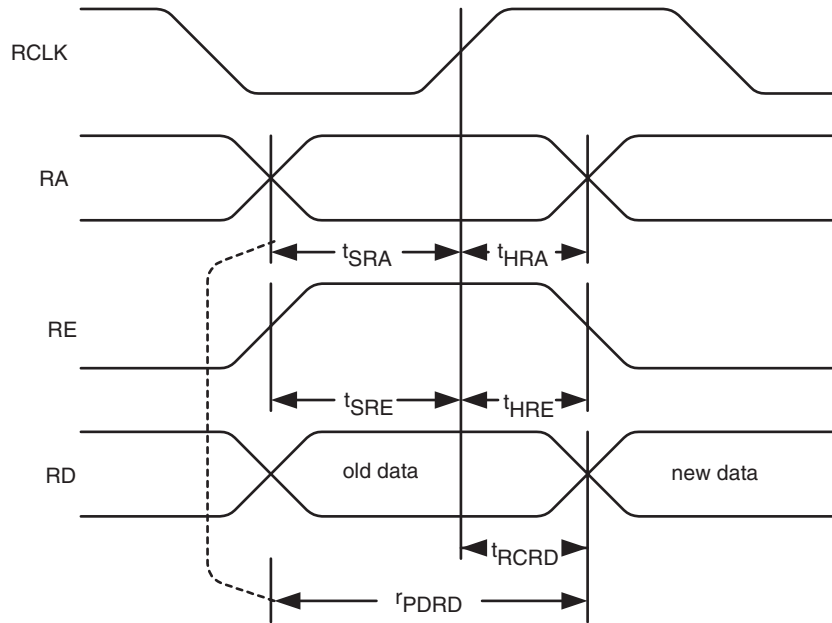 RCLK
RA
tSRA
tHRA
RE
tSRE
tHRE
RD
old data
new data
tRCRD
rPDRD